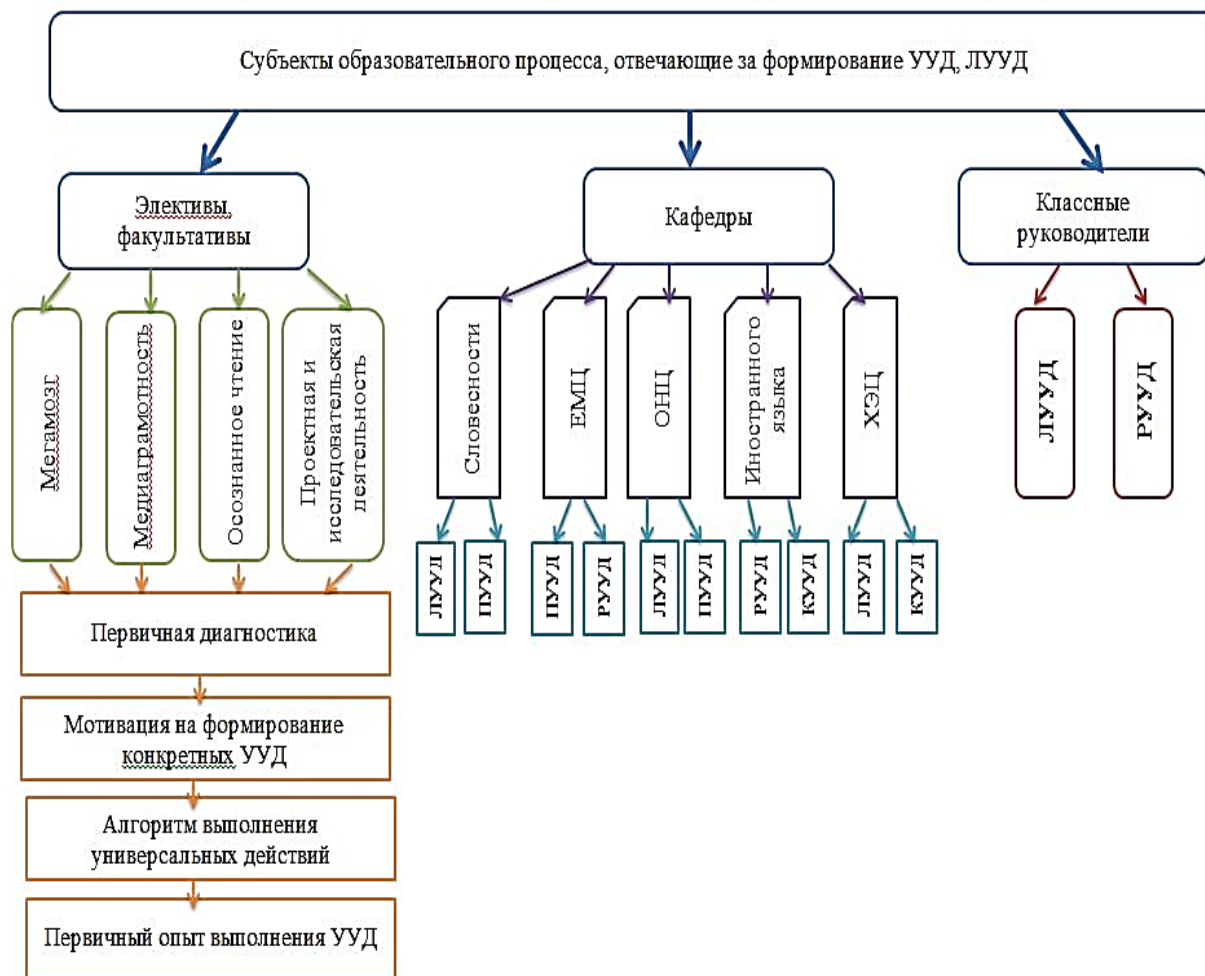 Субъекты образовательного процесса, отвечающие за формирование УУД, ЛУУД
Элективы,
факультативы
Кафедры
Классные
руководители
Мегамозг
Медиаграмотность
Осознанное чтение
Проектная и
исследовательская
деятельность
Словесности
ЕМЦ
ОНЦ
Иностранного
языка
ХЭЦ
ЛУУД
РУУД
ЛУУД
ПУУД
ПУУД
РУУД
ЛУУД
ПУУД
РУУД
КУУД
ЛУУД
КУУД
Первичная диагностика
Мотивация на формирование
конкретных УУД
Алгоритм выполнения
универсальных действий
Первичный опыт выполнения УУД